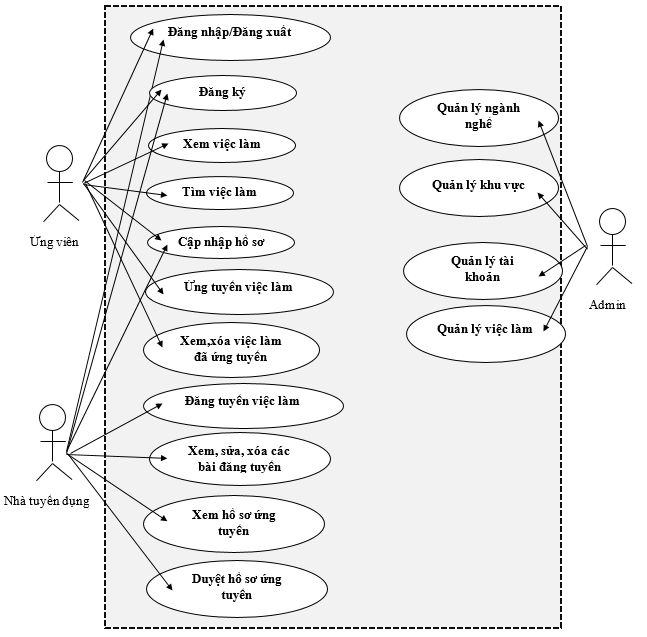 Đăng nhập/Đăng xuất
Đăng ký
Xem việc làm
Tìm việc làm
Cập nhập hồ sơ
Ứng tuyển việc làm
Xem,xóa việc làm
đã ứng tuyển
Đăng tuyển việc làm
Xem, sửa, xóa các
bài đăng tuyển
Xem hồ sơ ứng
tuyển
Duyệt hồ sơ ứng
tuyển
Ứng viên
Nhà tuyển dụng
Quản lý ngành
nghề
Quản lý khu vực
Quản lý tài
khoản
Quản lý việc làm
Admin